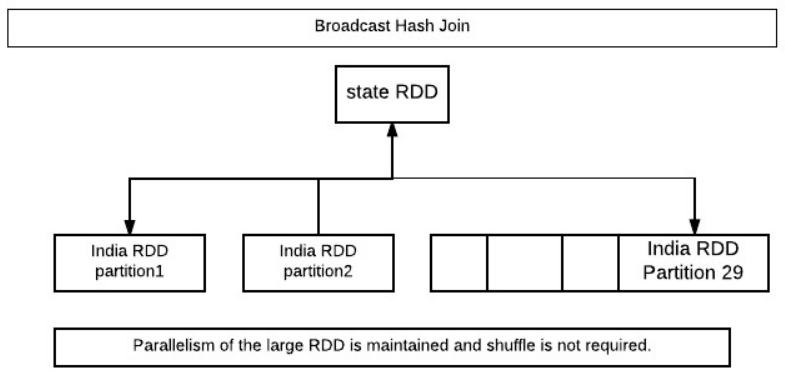 Broadcast Hash Join
state RDD
India RDD
partition1
India RDD
partition2
India RDD
Partition 29
Parallelism of the large RDD is maintained and shuffle is not required.